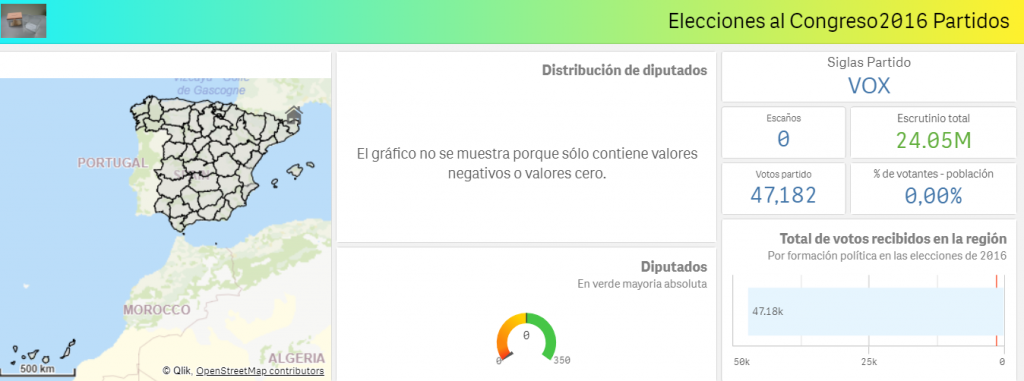 Elecciones al Congreso2016 Partidos
de Gascogne
PORTUGAL
MOROCCO
ALGERIA
500 km
© Qlik, OpenStreetMap contributors
Distribución de diputados
El gráfico no se muestra porque sólo contiene valores
negativos o valores cero.
Diputados
En verde mayoria absoluta
0
0
350
Siglas Partido
VOX
Escaños
0
Escrutinio total
24.05M
Votos partido
47,182
% de votantes - población
0,00%
Total de votos recibidos en la región
Por formación política en las elecciones de 2016
47.18k
50k
25k
0